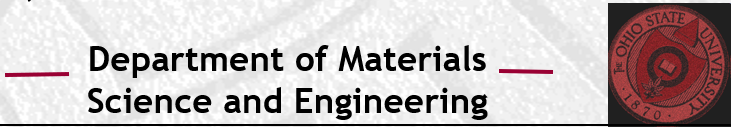 Department of Materials
Science and Engineering
THE OHIO STATE UNIVERSITY
· 1870 ·